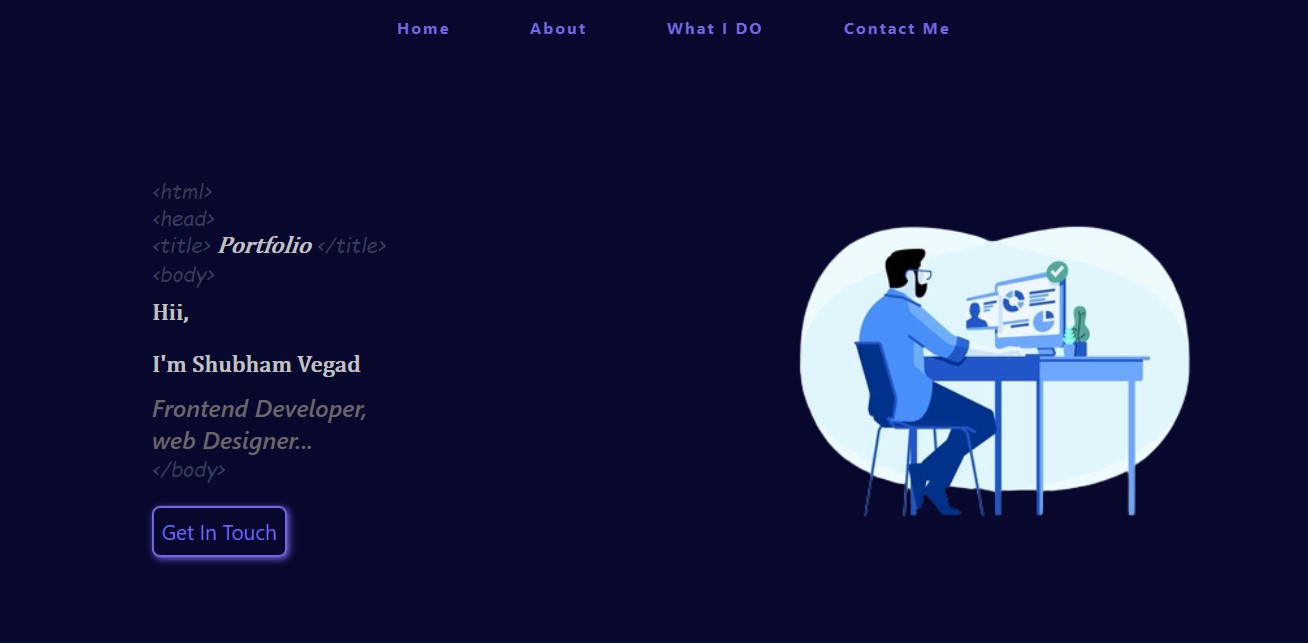 Home About What I DO Contact Me
<html>
<head>
<title> Portfolio </title>
<body>
Hii,
I'm Shubham Vegad
Frontend Developer,
web Designer...
</body>
Get In Touch